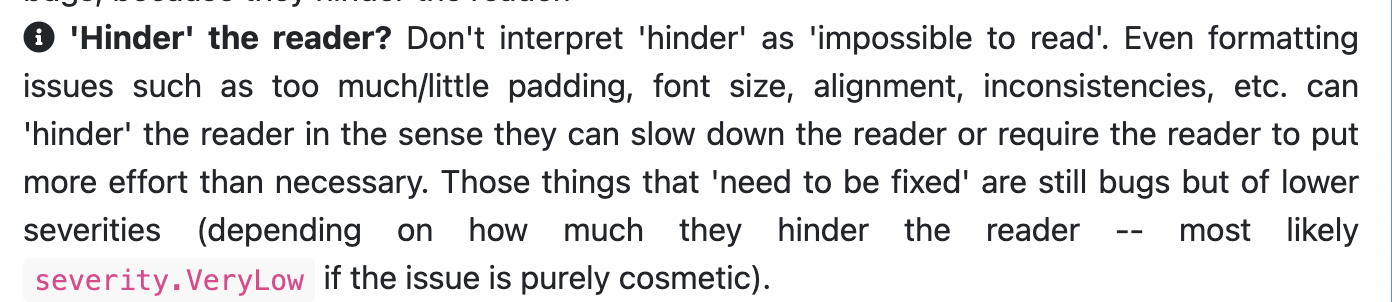 'Hinder' the reader? Don't interpret 'hinder' as 'impossible to read'. Even formatting
issues such as too much/little padding, font size, alignment, inconsistencies, etc. can
'hinder' the reader in the sense they can slow down the reader or require the reader to put
more effort than necessary. Those things that 'need to be fixed' are still bugs but of lower
severities (depending on how much they hinder the reader -- most likely
severity.VeryLow if the issue is purely cosmetic).